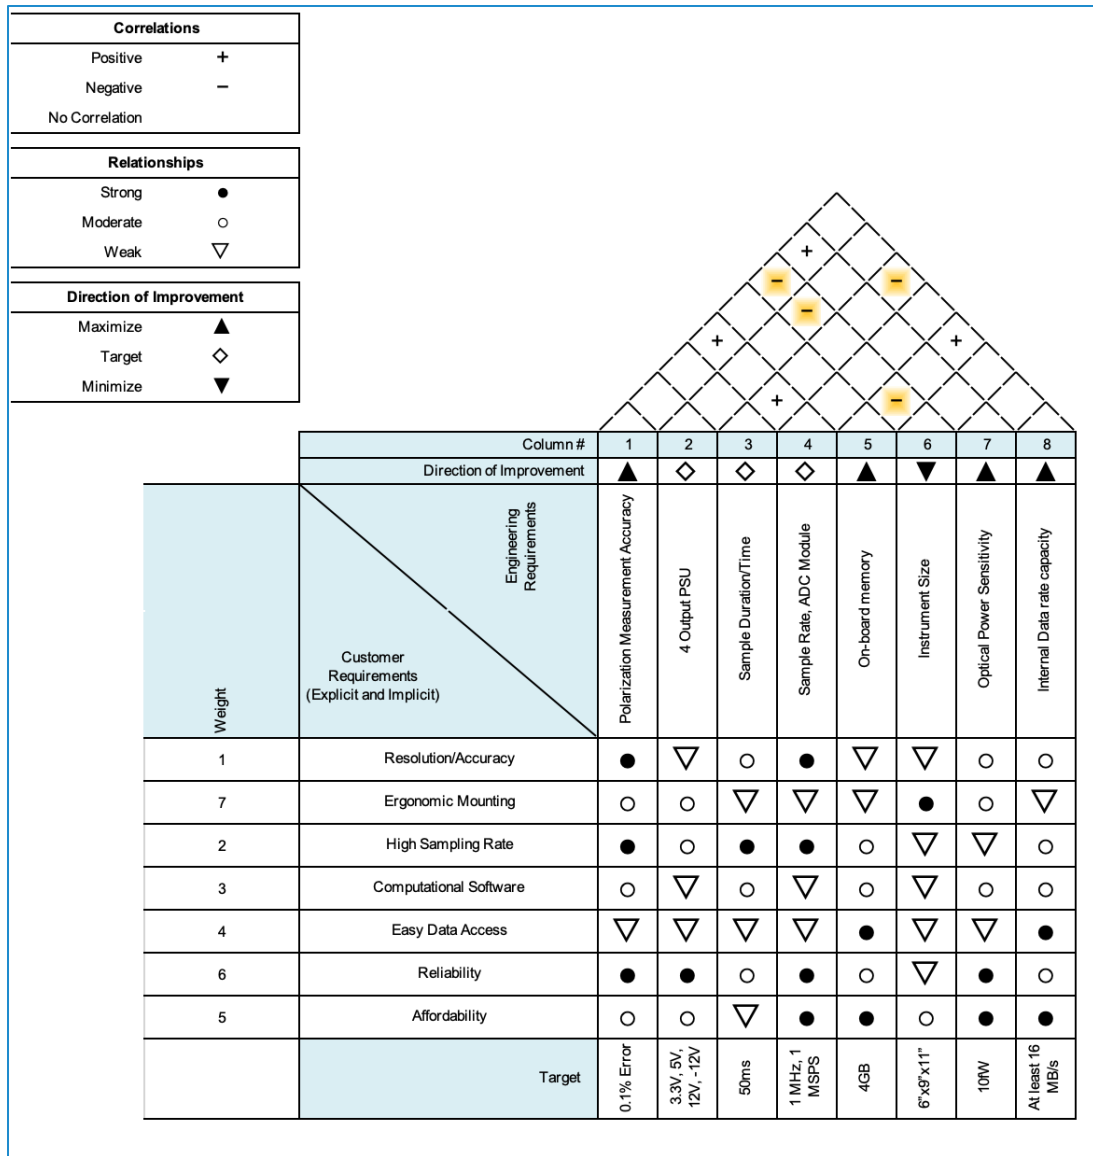 Correlations
Positive +
Negative −
No Correlation
Relationships
Strong ●
Moderate ○
Weak ▽
Direction of Improvement
Maximize ▲
Target ◇
Minimize ▼
+
− −
−
+ +
+ −
Column # 1 2 3 4 5 6 7 8
Direction of Improvement ▲ ◇ ◇ ◇ ▲ ▼ ▲ ▲
Engineering
Requirements
Customer
Requirements
(Explicit and Implicit)
Weight
Polarization Measurement Accuracy
4 Output PSU
Sample Duration/Time
Sample Rate, ADC Module
On-board memory
Instrument Size
Optical Power Sensitivity
Internal Data rate capacity
1 Resolution/Accuracy ● ▽ ○ ● ▽ ▽ ○ ○
7 Ergonomic Mounting ○ ○ ▽ ▽ ▽ ● ○ ▽
2 High Sampling Rate ● ○ ● ● ○ ▽ ▽ ○
3 Computational Software ○ ▽ ○ ▽ ○ ▽ ○ ○
4 Easy Data Access ▽ ▽ ▽ ▽ ● ▽ ▽ ●
6 Reliability ● ● ○ ● ○ ▽ ● ○
5 Affordability ○ ○ ▽ ● ● ○ ● ●
Target
0.1% Error
3.3V, 5V,
12V, -12V
50ms
1 MHz, 1
MSPS
4GB
6"x9"x11"
10fW
At least 16
MB/s